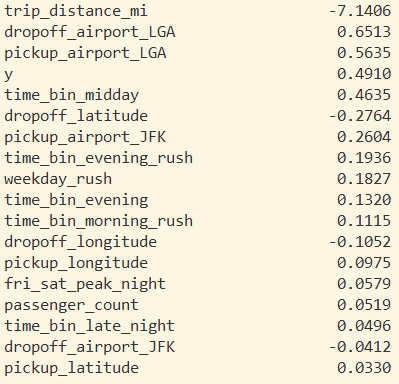 trip_distance_mi -7.1406
dropoff_airport_LGA 0.6513
pickup_airport_LGA 0.5635
y 0.4910
time_bin_midday 0.4635
dropoff_latitude -0.2764
pickup_airport_JFK 0.2604
time_bin_evening_rush 0.1936
weekday_rush 0.1827
time_bin_evening 0.1320
time_bin_morning_rush 0.1115
dropoff_longitude -0.1052
pickup_longitude 0.0975
fri_sat_peak_night 0.0579
passenger_count 0.0519
time_bin_late_night 0.0496
dropoff_airport_JFK -0.0412
pickup_latitude 0.0330